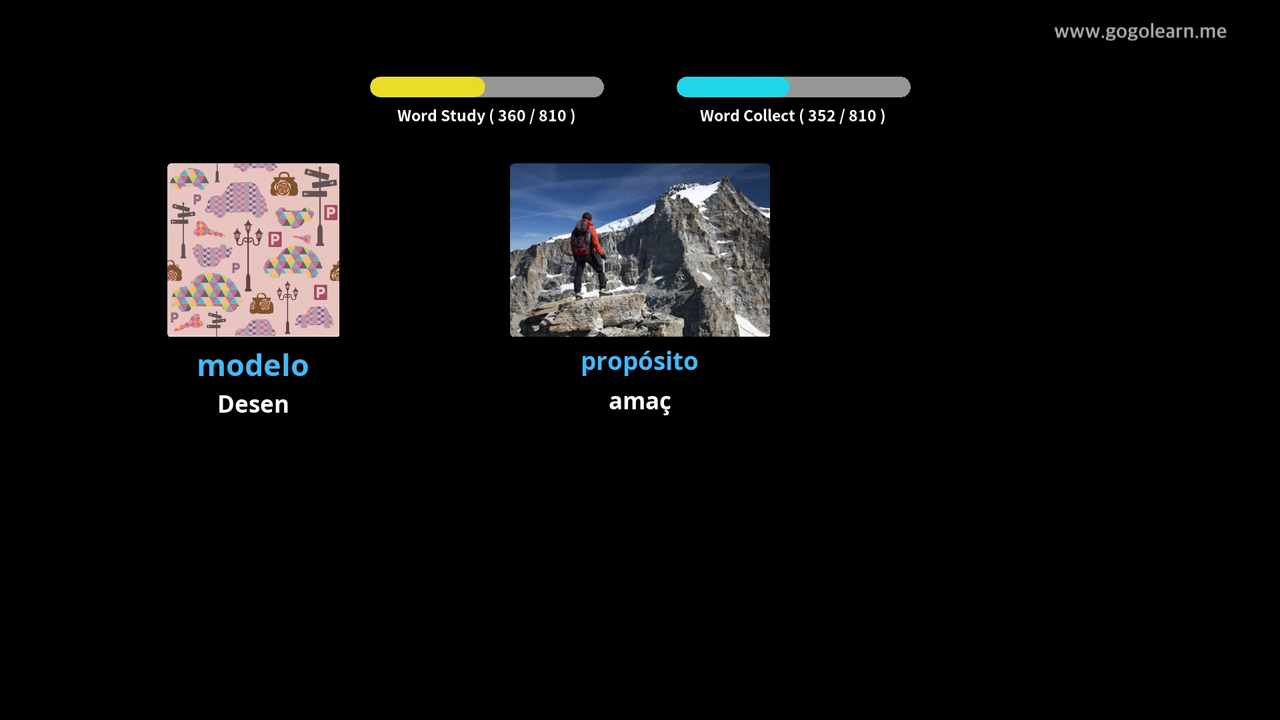 www.gogolearn.me
Word Study ( 360 / 810 )
Word Collect ( 352 / 810 )
P
P
P
P
P
P
modelo
Desen
propósito
amaç